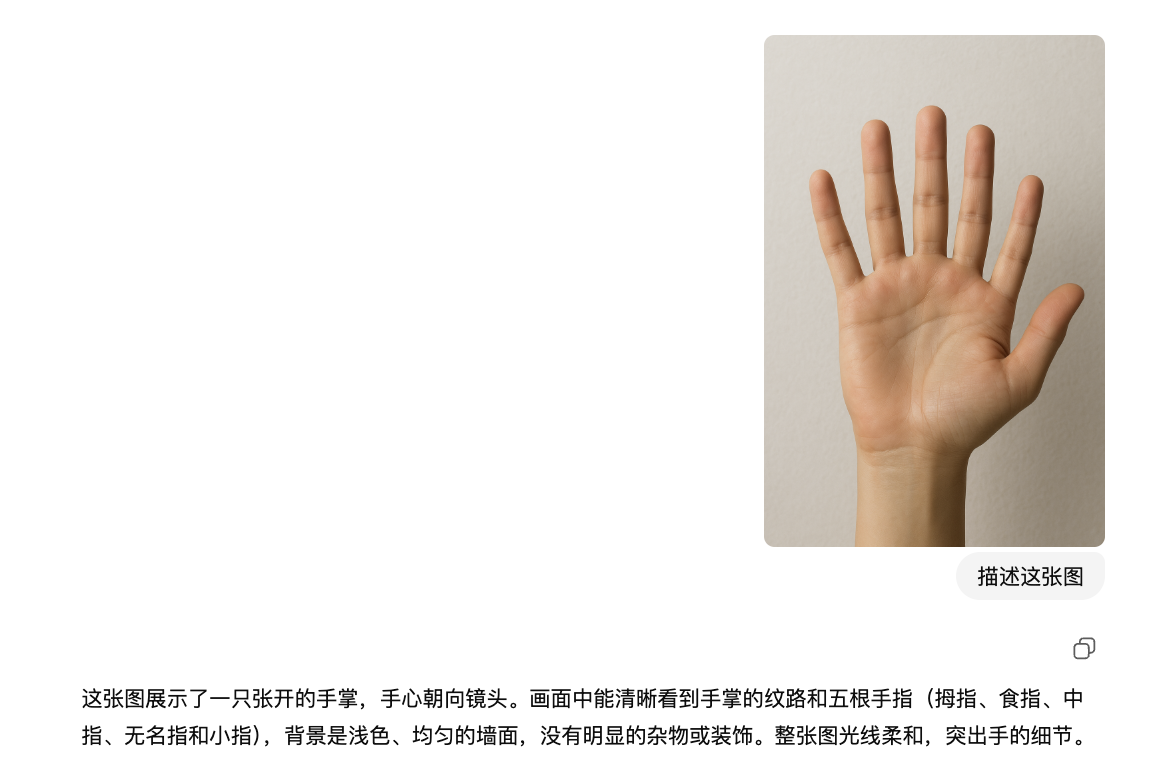 描述这张图
这张图展示了一只张开的手掌，手心朝向镜头。画面中能清晰看到手掌的纹路和五根手指（拇指、食指、中
指、无名指和小指），背景是浅色、均匀的墙面，没有明显的杂物或装饰。整张图光线柔和，突出手的细节。